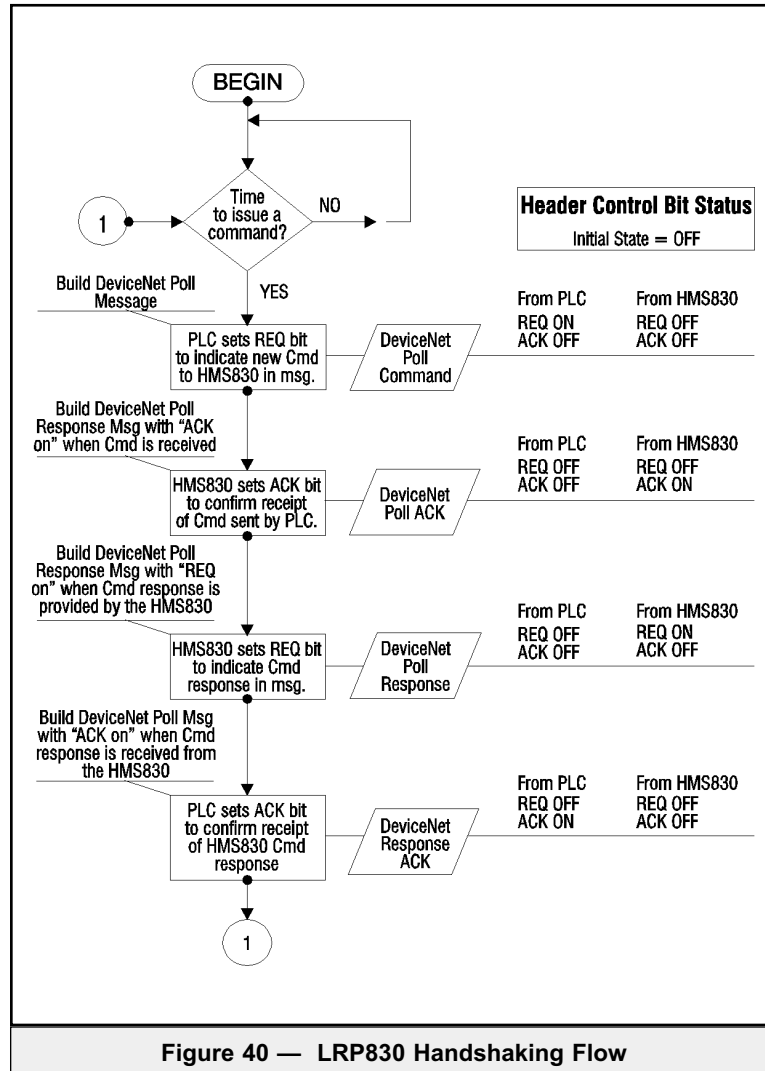 BEGIN
Time
to issue a
command?
NO
1
YES
Header Control Bit Status
Initial State = OFF
Build DeviceNet Poll
Message
PLC sets REQ bit
to indicate new Cmd
to HMS830 in msg.
DeviceNet
Poll
Command
From PLC From HMS830
REQ ON REQ OFF
ACK OFF ACK OFF
Build DeviceNet Poll
Response Msg with “ACK
on” when Cmd is received
HMS830 sets ACK bit
to confirm receipt
of Cmd sent by PLC.
DeviceNet
Poll ACK
From PLC From HMS830
REQ OFF REQ OFF
ACK OFF ACK ON
Build DeviceNet Poll
Response Msg with “REQ
on” when Cmd response is
provided by the HMS830
HMS830 sets REQ bit
to indicate Cmd
response in msg.
DeviceNet
Poll
Response
From PLC From HMS830
REQ OFF REQ ON
ACK OFF ACK OFF
Build DeviceNet Poll Msg
with “ACK on” when Cmd
response is received from
the HMS830
PLC sets ACK bit
to confirm receipt
of HMS830 Cmd
response
DeviceNet
Response
ACK
From PLC From HMS830
REQ OFF REQ OFF
ACK ON ACK OFF
1
Figure 40 — LRP830 Handshaking Flow